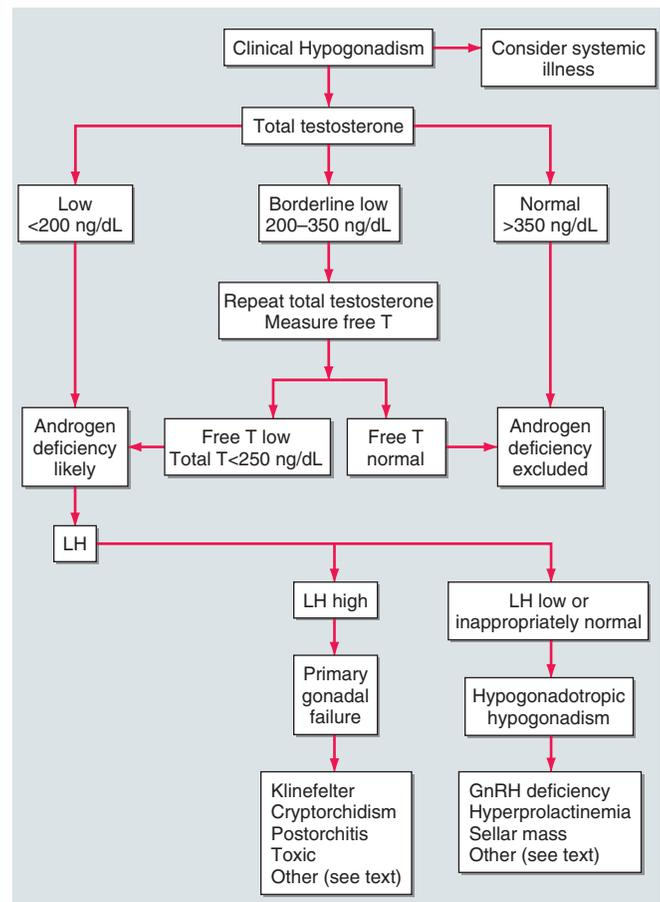 Clinical Hypogonadism
Consider systemic
illness
Total testosterone
Low
<200 ng/dL
Borderline low
200–350 ng/dL
Normal
>350 ng/dL
Repeat total testosterone
Measure free T
Androgen
deficiency
likely
Free T low
Total T<250 ng/dL
Free T
normal
Androgen
deficiency
excluded
LH
LH high
LH low or
inappropriately normal
Primary
gonadal
failure
Hypogonadotropic
hypogonadism
Klinefelter
Cryptorchidism
Postorchitis
Toxic
Other (see text)
GnRH deficiency
Hyperprolactinemia
Sellar mass
Other (see text)